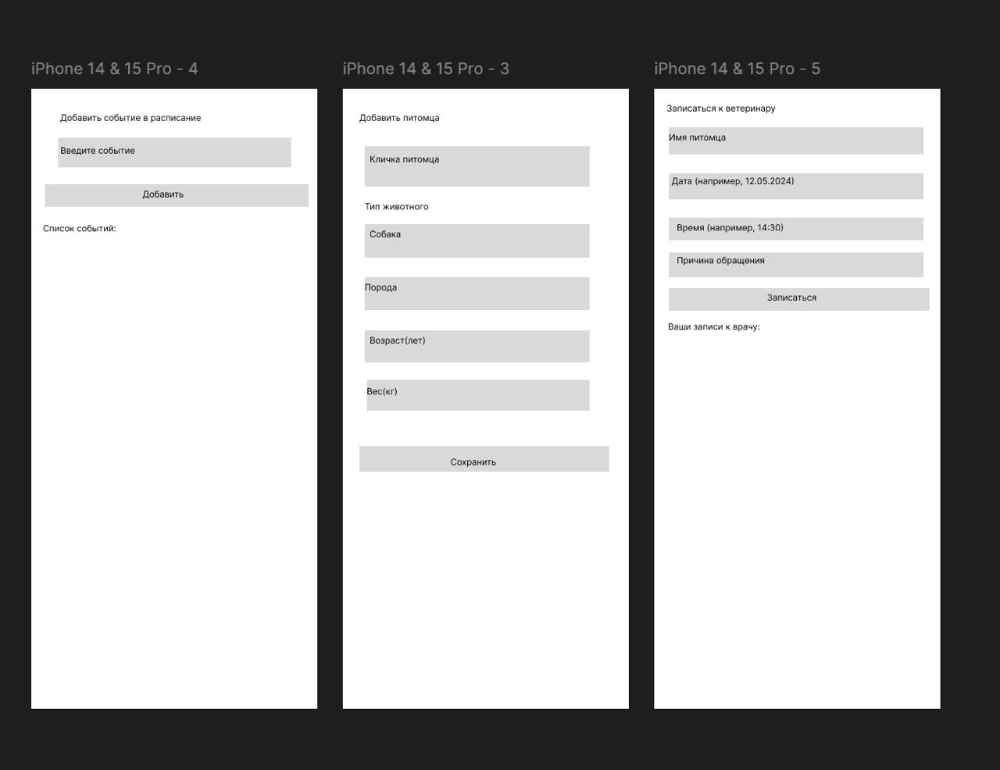 iPhone 14 & 15 Pro - 4
Добавить событие в расписание
Введите событие
Добавить
Список событий:
iPhone 14 & 15 Pro - 3
Добавить питомца
Кличка питомца
Тип животного
Собака
Порода
Возраст(лет)
Вес(кг)
Сохранить
iPhone 14 & 15 Pro - 5
Записаться к ветеринару
Имя питомца
Дата (например, 12.05.2024)
Время (например, 14:30)
Причина обращения
Записаться
Ваши записи к врачу: